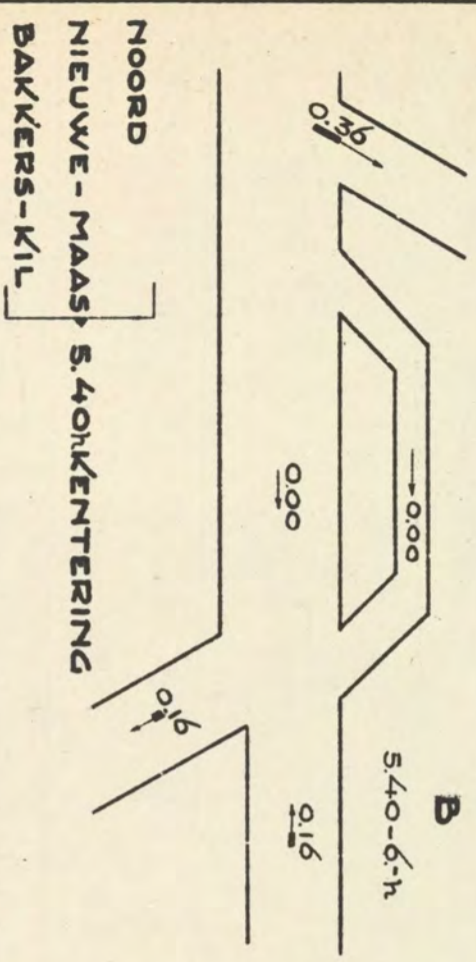 B
5.40-6.-h
0.36
0.00
0.00
0.16
0.16
NOORD
NIEUWE-MAAS 5.40h KENTERING
BAKKERS-KIL